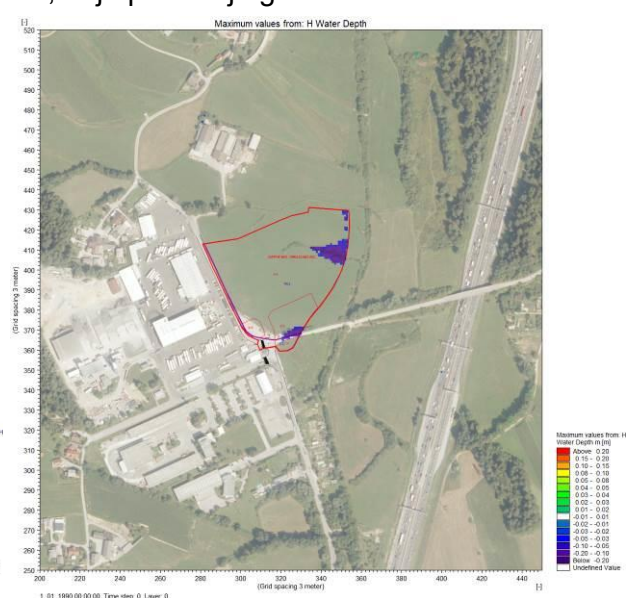 Maximum values from: H Water Depth
[-]
520
510
500
490
480
470
460
450
440
430
420
410
400
390
380
370
360
350
340
330
320
310
300
290
280
270
260
250
(Grid spacing 3 meter)
200 220 240 260 280 300 320 340 360 380 400 420 440
(Grid spacing 3 meter)
[-]
Maximum values from: H
Water Depth m [m]
Above 0.20
0.15 - 0.20
0.10 - 0.15
0.08 - 0.10
0.05 - 0.08
0.04 - 0.05
0.03 - 0.04
0.02 - 0.03
0.01 - 0.02
-0.01 - 0.01
-0.02 - -0.01
-0.03 - -0.02
-0.05 - -0.03
-0.10 - -0.05
-0.20 - -0.10
Below -0.20
Undefined Value
1. 01. 1990 00:00:00, Time step: 0, Layer: 0